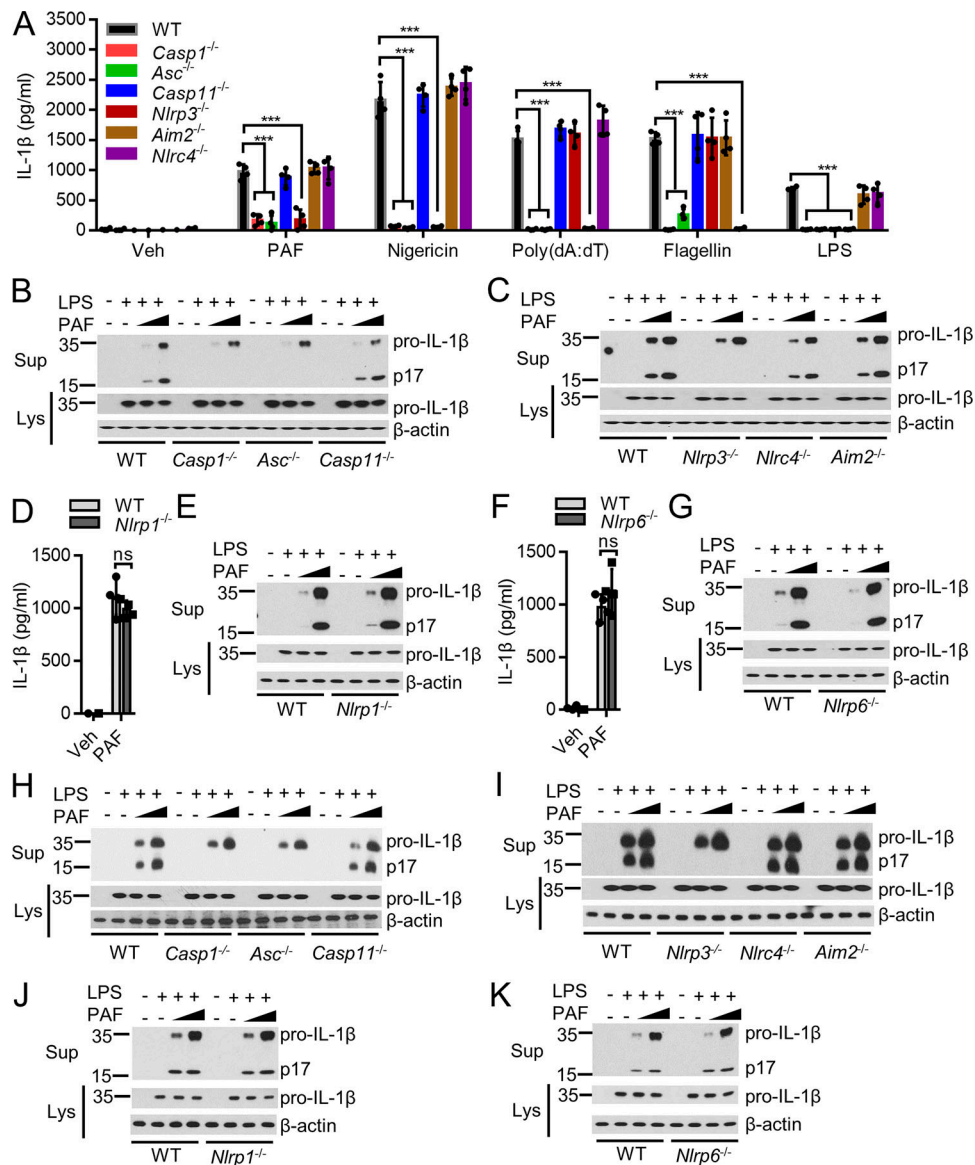 A
IL-1β (pg/ml)
3500
3000
2500
2000
1500
1000
500
0
WT
Casp1-/-
Asc-/-
Casp11-/-
Nlrp3-/-
Aim2-/-
Nlrc4-/-
*** *** *** *** *** *** *** *** ***
Veh PAF Nigericin Poly(dA:dT) Flagellin LPS
B
LPS - + + + - + + + - + + + - + + +
PAF - - - - - - - -
Sup
35
15
pro-IL-1β
p17
Lys
35
pro-IL-1β
β-actin
WT Casp1-/- Asc-/- Casp11-/-
C
LPS - + + + - + + + - + + + - + + +
PAF - - - - - - - -
Sup
35
15
pro-IL-1β
p17
Lys
35
pro-IL-1β
β-actin
WT Nlrp3-/- Nlrc4-/- Aim2-/-
D
WT
Nlrp1-/-
IL-1β (pg/ml)
1500
1000
500
0
ns
Veh PAF
E
LPS - + + + - + + +
PAF - - - -
Sup
35
15
pro-IL-1β
p17
Lys
35
pro-IL-1β
β-actin
WT Nlrp1-/-
F
WT
Nlrp6-/-
IL-1β (pg/ml)
1500
1000
500
0
ns
Veh PAF
G
LPS - + + + - + + +
PAF - - - -
Sup
35
15
pro-IL-1β
p17
Lys
35
pro-IL-1β
β-actin
WT Nlrp6-/-
H
LPS - + + + - + + + - + + + - + + +
PAF - - - - - - - -
Sup
35
15
pro-IL-1β
p17
Lys
35
pro-IL-1β
β-actin
WT Casp1-/- Asc-/- Casp11-/-
I
LPS - + + + - + + + - + + + - + + +
PAF - - - - - - - -
Sup
35
15
pro-IL-1β
p17
Lys
35
pro-IL-1β
β-actin
WT Nlrp3-/- Nlrc4-/- Aim2-/-
J
LPS - + + + - + + +
PAF - - - -
Sup
35
15
pro-IL-1β
p17
Lys
35
pro-IL-1β
β-actin
WT Nlrp1-/-
K
LPS - + + + - + + +
PAF - - - -
Sup
35
15
pro-IL-1β
p17
Lys
35
pro-IL-1β
β-actin
WT Nlrp6-/-